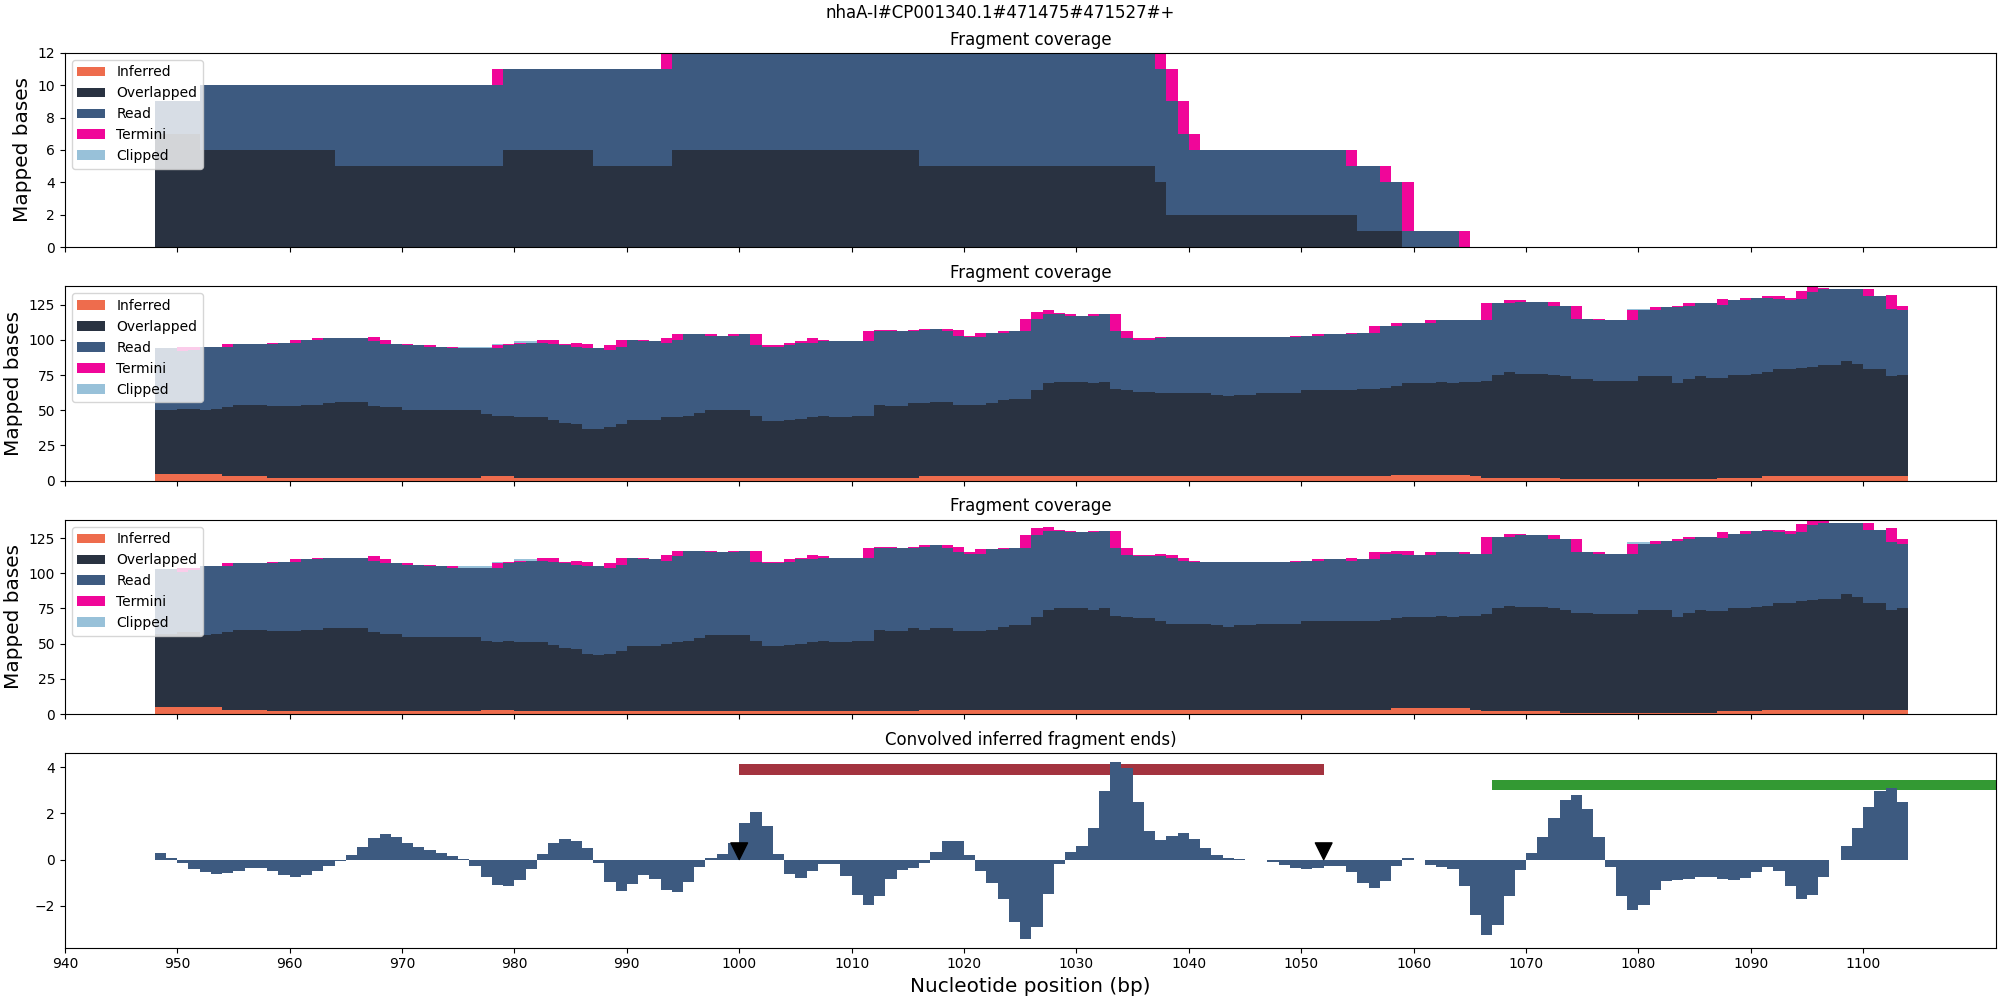 nhaA-I#CP001340.1#471475#471527#+
Fragment coverage
Mapped bases
12
10
8
6
4
2
0
Inferred
Overlapped
Read
Termini
Clipped
Fragment coverage
Mapped bases
125
100
75
50
25
0
Inferred
Overlapped
Read
Termini
Clipped
Fragment coverage
Mapped bases
125
100
75
50
25
0
Inferred
Overlapped
Read
Termini
Clipped
Convolved inferred fragment ends)
4
2
0
−2
940 950 960 970 980 990 1000 1010 1020 1030 1040 1050 1060 1070 1080 1090 1100
Nucleotide position (bp)